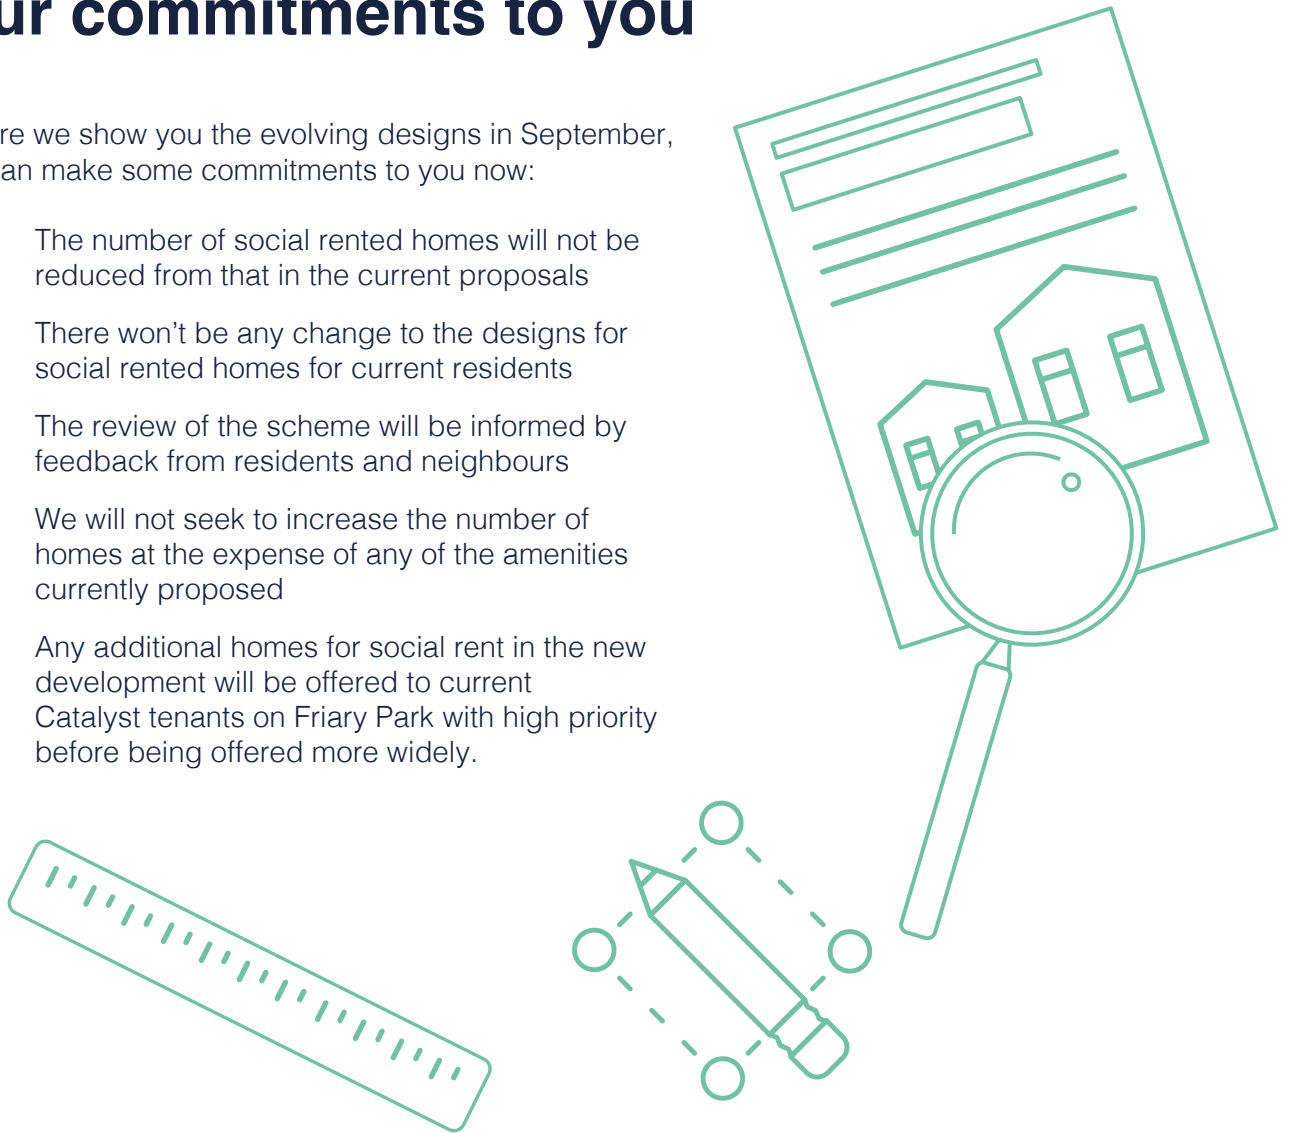 ur commitments to you
re we show you the evolving designs in September,
an make some commitments to you now:
The number of social rented homes will not be
reduced from that in the current proposals
There won’t be any change to the designs for
social rented homes for current residents
The review of the scheme will be informed by
feedback from residents and neighbours
We will not seek to increase the number of
homes at the expense of any of the amenities
currently proposed
Any additional homes for social rent in the new
development will be offered to current
Catalyst tenants on Friary Park with high priority
before being offered more widely.